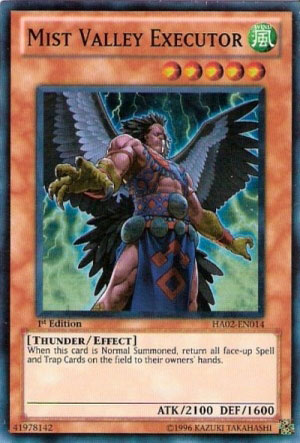 MIST VALLEY EXECUTOR
WIND
風
1st Edition
HA02-EN014
[THUNDER/EFFECT]
When this card is Normal Summoned, return all face-up Spell
and Trap Cards on the field to their owners' hands.
ATK/2100 DEF/1600
41978142
©1996 KAZUKI TAKAHASHI